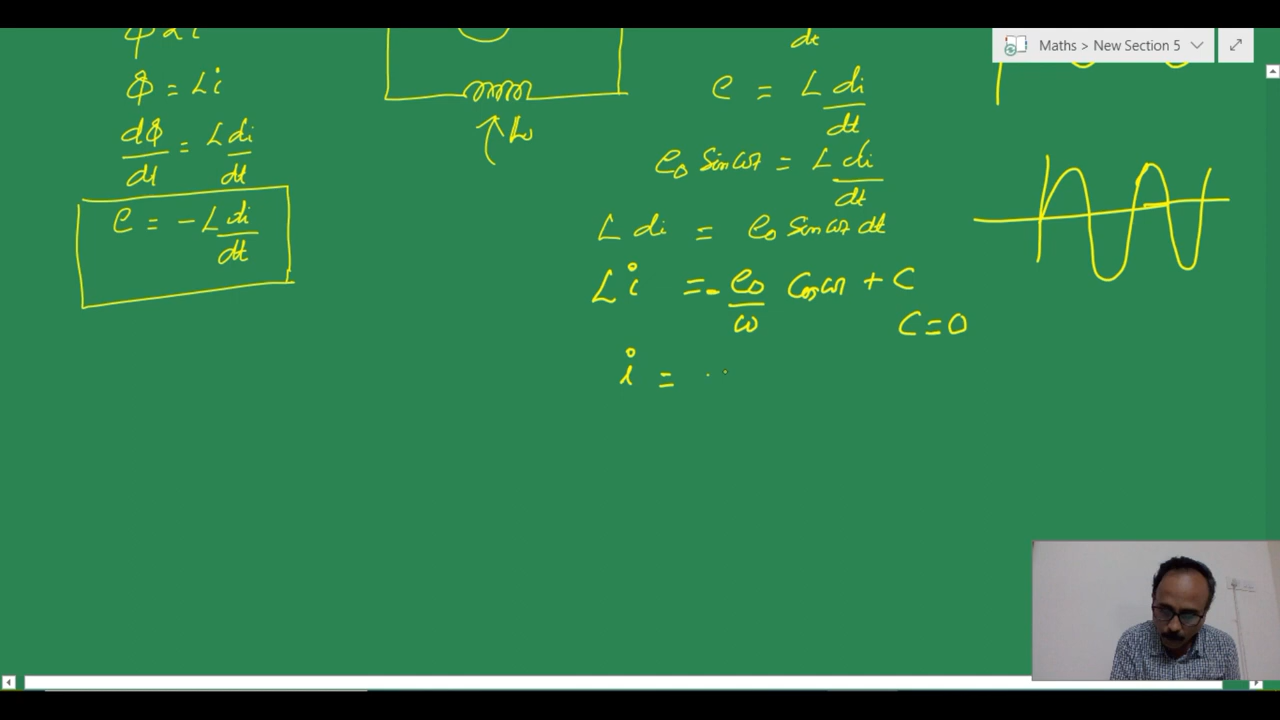 Maths > New Section 5
φ α i
φ = Li
dφ/dt = L di/dt
e = -L di/dt
L
dt
e = L di/dt
e₀ sinωt = L di/dt
L di = e₀ sinωt dt
Li = - e₀/ω cosωt + C
C = 0
i =